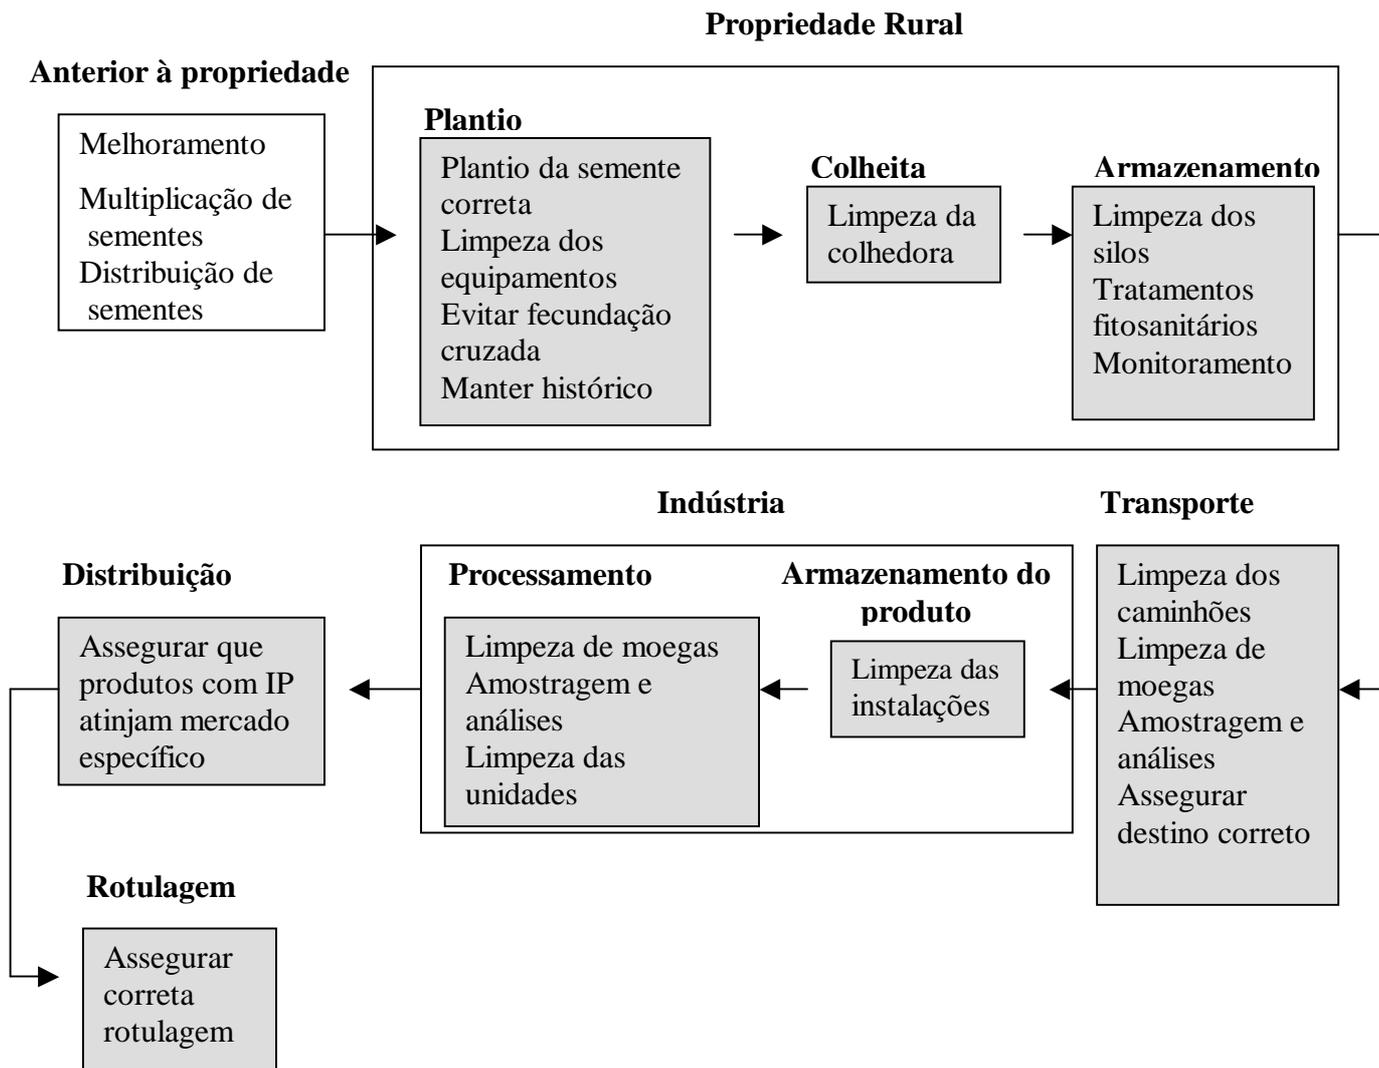 Propriedade Rural
Anterior à propriedade
Melhoramento
Multiplicação de
sementes
Distribuição de
sementes
Plantio
Plantio da semente
correta
Limpeza dos
equipamentos
Evitar fecundação
cruzada
Manter histórico
Colheita
Limpeza da
colhedora
Armazenamento
Limpeza dos
silos
Tratamentos
fitosanitários
Monitoramento
Transporte
Limpeza dos
caminhões
Limpeza de
moegas
Amostragem e
análises
Assegurar
destino correto
Indústria
Armazenamento do
produto
Limpeza das
instalações
Processamento
Limpeza de moegas
Amostragem e
análises
Limpeza das
unidades
Distribuição
Assegurar que
produtos com IP
atinjam mercado
específico
Rotulagem
Assegurar
correta
rotulagem